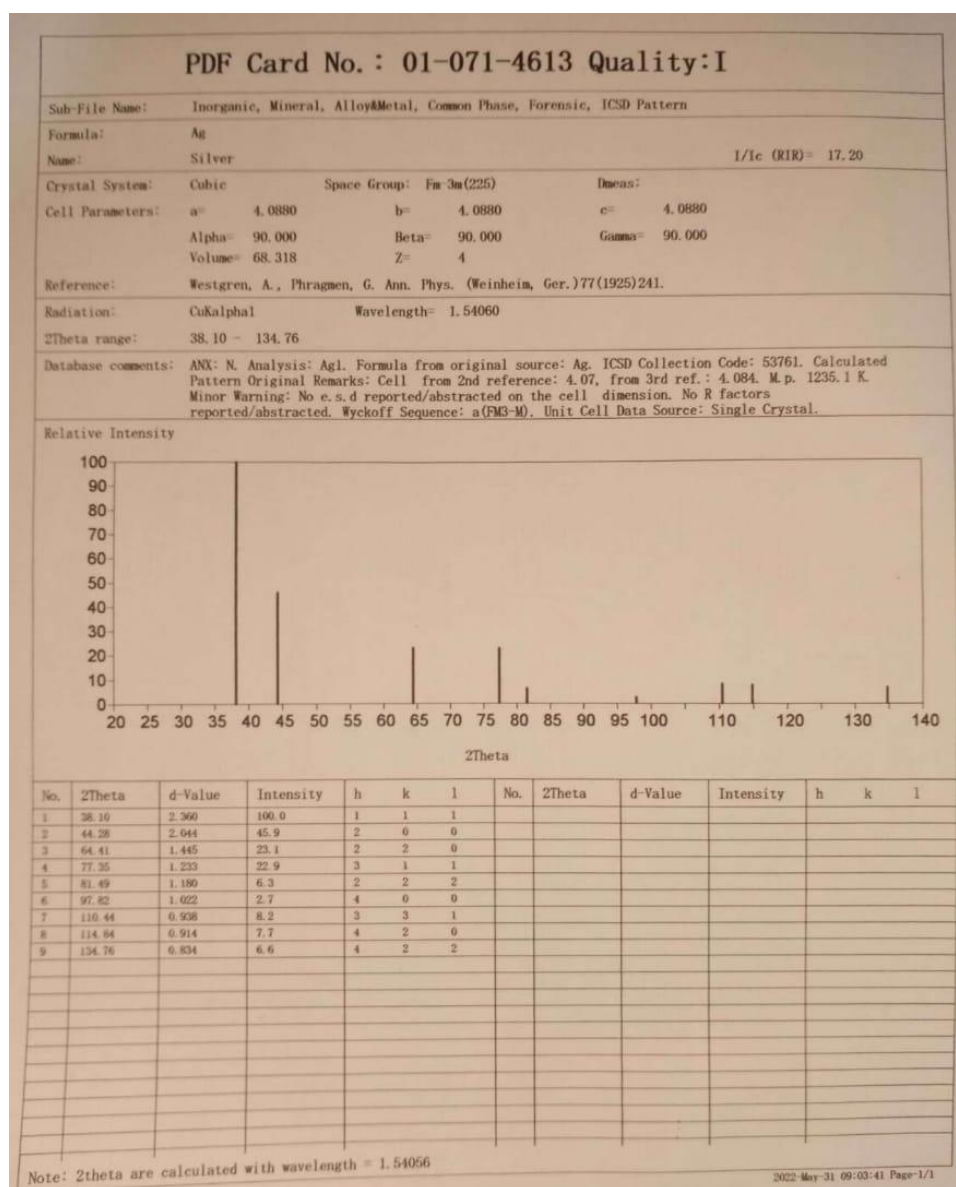 PDF Card No.: 01-071-4613 Quality:I
Sub-File Name: Inorganic, Mineral, Alloy&Metal, Common Phase, Forensic, ICSD Pattern
Formula: Ag
Name: Silver I/Ic (RIR)= 17.20
Crystal System: Cubic Space Group: Fm-3m(225) Dmeas:
Cell Parameters: a= 4.0880 b= 4.0880 c= 4.0880
Alpha= 90.000 Beta= 90.000 Gamma= 90.000
Volume= 68.318 Z= 4
Reference: Westgren, A., Phragmen, G. Ann. Phys. (Weinheim, Ger.)77(1925)241.
Radiation: CuKalpha1 Wavelength= 1.54060
2Theta range: 38.10 - 134.76
Database comments: ANX: N. Analysis: Ag1. Formula from original source: Ag. ICSD Collection Code: 53761. Calculated
Pattern Original Remarks: Cell from 2nd reference: 4.07, from 3rd ref.: 4.084. M.p. 1235.1 K.
Minor Warning: No e.s.d reported/abstracted on the cell dimension. No R factors
reported/abstracted. Wyckoff Sequence: a(FM3-M). Unit Cell Data Source: Single Crystal.
Relative Intensity
100
90
80
70
60
50
40
30
20
10
0
20 25 30 35 40 45 50 55 60 65 70 75 80 85 90 95 100 110 120 130 140
2Theta
No. 2Theta d-Value Intensity h k l No. 2Theta d-Value Intensity h k l
1 38.10 2.360 100.0 1 1 1
2 44.28 2.044 45.9 2 0 0
3 64.41 1.445 23.1 2 2 0
4 77.35 1.233 22.9 3 1 1
5 81.49 1.180 6.3 2 2 2
6 97.82 1.022 2.7 4 0 0
7 110.44 0.938 8.2 3 3 1
8 114.84 0.914 7.7 4 2 0
9 134.76 0.834 6.6 4 2 2
Note: 2theta are calculated with wavelength = 1.54056
2022-May-31 09:03:41 Page-1/1